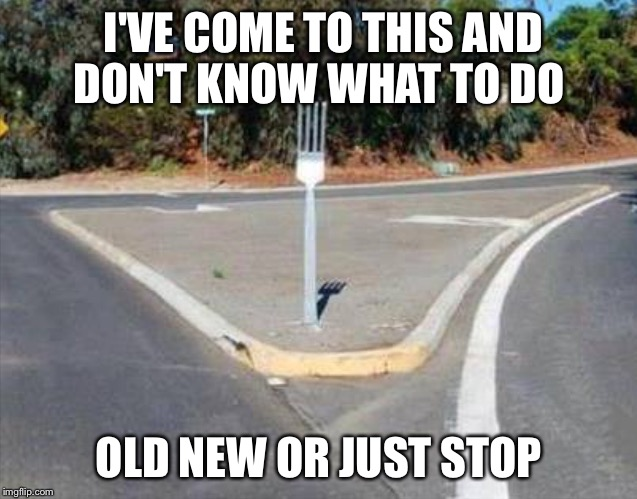 I'VE COME TO THIS AND
DON'T KNOW WHAT TO DO
OLD NEW OR JUST STOP
imgflip.com